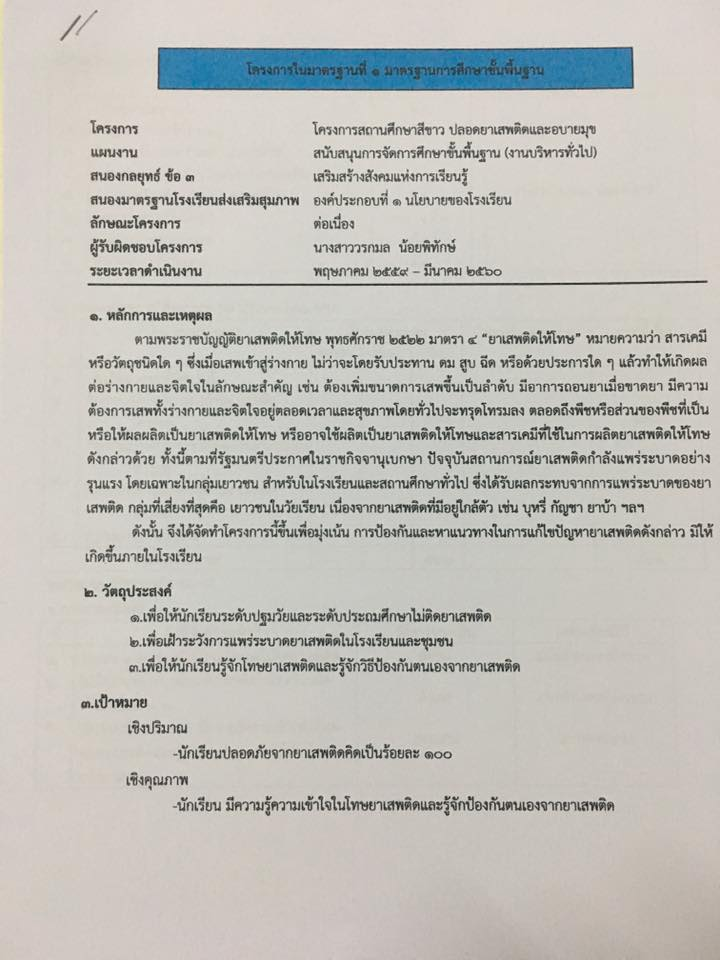 11
โครงการในมาตรฐานที่ ๑ มาตรฐานการศึกษาขั้นพื้นฐาน
โครงการ โครงการสถานศึกษาสีขาว ปลอดยาเสพติดและอบายมุข
แผนงาน สนับสนุนการจัดการศึกษาขั้นพื้นฐาน (งานบริหารทั่วไป)
สนองกลยุทธ์ ข้อ ๓ เสริมสร้างสังคมแห่งการเรียนรู้
สนองมาตรฐานโรงเรียนส่งเสริมสุขภาพ องค์ประกอบที่ ๑ นโยบายของโรงเรียน
ลักษณะโครงการ ต่อเนื่อง
ผู้รับผิดชอบโครงการ นางสาววรกมล น้อยพิทักษ์
ระยะเวลาดำเนินงาน พฤษภาคม ๒๕๕๙ – มีนาคม ๒๕๖๐
๑. หลักการและเหตุผล
ตามพระราชบัญญัติยาเสพติดให้โทษ พุทธศักราช ๒๕๒๒ มาตรา ๔ “ยาเสพติดให้โทษ” หมายความว่า สารเคมี
หรือวัตถุชนิดใด ๆ ซึ่งเมื่อเสพเข้าสู่ร่างกาย ไม่ว่าจะโดยรับประทาน ดม สูบ ฉีด หรือด้วยประการใด ๆ แล้วทำให้เกิดผล
ต่อร่างกายและจิตใจในลักษณะสำคัญ เช่น ต้องเพิ่มขนาดการเสพขึ้นเป็นลำดับ มีอาการถอนยาเมื่อขาดยา มีความ
ต้องการเสพทั้งร่างกายและจิตใจอยู่ตลอดเวลาและสุขภาพโดยทั่วไปจะทรุดโทรมลง ตลอดถึงพืชหรือส่วนของพืชที่เป็น
หรือให้ผลผลิตเป็นยาเสพติดให้โทษ หรืออาจใช้ผลิตเป็นยาเสพติดให้โทษและสารเคมีที่ใช้ในการผลิตยาเสพติดให้โทษ
ดังกล่าวด้วย ทั้งนี้ตามที่รัฐมนตรีประกาศในราชกิจจานุเบกษา ปัจจุบันสถานการณ์ยาเสพติดกำลังแพร่ระบาดอย่าง
รุนแรง โดยเฉพาะในกลุ่มเยาวชน สำหรับในโรงเรียนและสถานศึกษาทั่วไป ซึ่งได้รับผลกระทบจากการแพร่ระบาดของยา
เสพติด กลุ่มที่เสี่ยงที่สุดคือ เยาวชนในวัยเรียน เนื่องจากยาเสพติดที่มีอยู่ใกล้ตัว เช่น บุหรี่ กัญชา ยาบ้า ฯลฯ
ดังนั้น จึงได้จัดทำโครงการนี้ขึ้นเพื่อมุ่งเน้น การป้องกันและหาแนวทางในการแก้ไขปัญหายาเสพติดดังกล่าว มิให้
เกิดขึ้นภายในโรงเรียน
๒. วัตถุประสงค์
๑.เพื่อให้นักเรียนระดับปฐมวัยและระดับประถมศึกษาไม่ติดยาเสพติด
๒.เพื่อเฝ้าระวังการแพร่ระบาดยาเสพติดในโรงเรียนและชุมชน
๓.เพื่อให้นักเรียนรู้จักโทษยาเสพติดและรู้จักวิธีป้องกันตนเองจากยาเสพติด
๓.เป้าหมาย
เชิงปริมาณ
-นักเรียนปลอดภัยจากยาเสพติดคิดเป็นร้อยละ ๑๐๐
เชิงคุณภาพ
-นักเรียน มีความรู้ความเข้าใจในโทษยาเสพติดและรู้จักป้องกันตนเองจากยาเสพติด